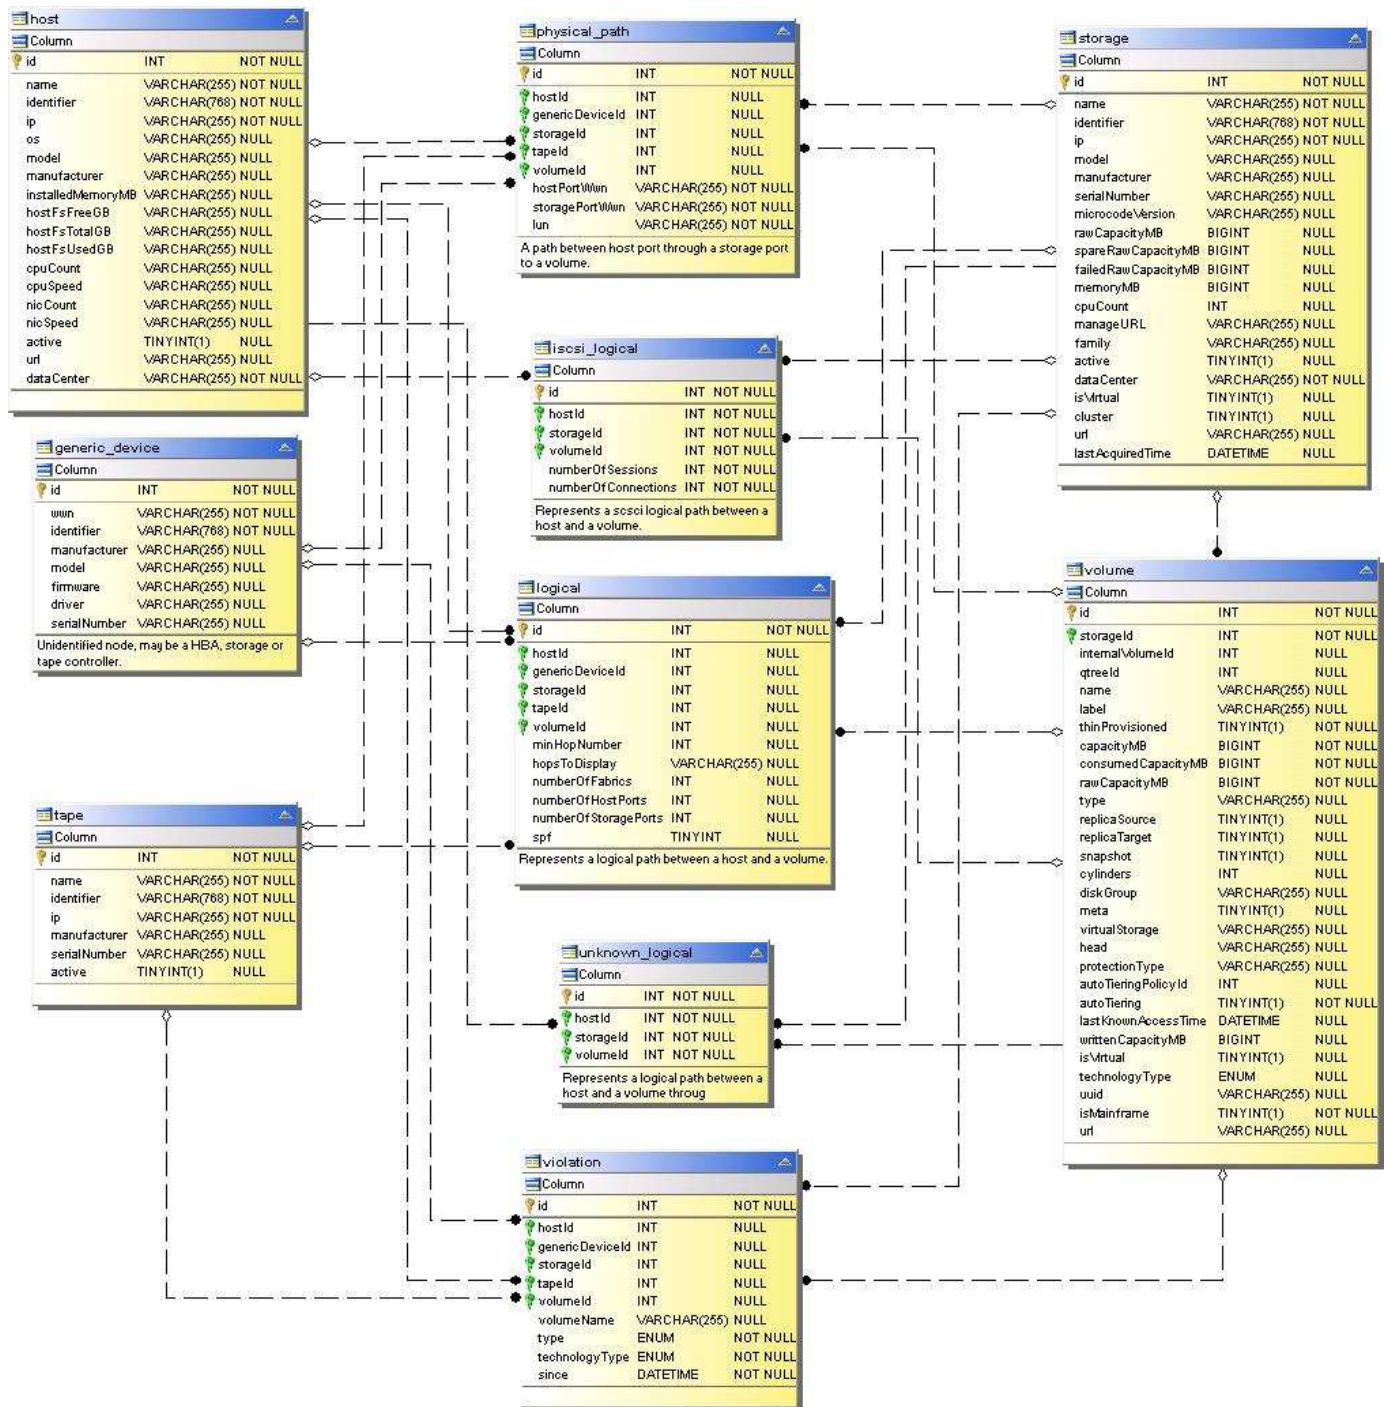 host
Column
id INT NOT NULL
name VARCHAR(255) NOT NULL
identifier VARCHAR(768) NOT NULL
ip VARCHAR(255) NOT NULL
os VARCHAR(255) NULL
model VARCHAR(255) NULL
manufacturer VARCHAR(255) NULL
installedMemoryMB VARCHAR(255) NULL
hostFsFreeGB VARCHAR(255) NULL
hostFsTotalGB VARCHAR(255) NULL
hostFsUsedGB VARCHAR(255) NULL
cpuCount VARCHAR(255) NULL
cpuSpeed VARCHAR(255) NULL
nicCount VARCHAR(255) NULL
nicSpeed VARCHAR(255) NULL
active TINYINT(1) NULL
url VARCHAR(255) NULL
dataCenter VARCHAR(255) NOT NULL
generic_device
Column
id INT NOT NULL
wwn VARCHAR(255) NOT NULL
identifier VARCHAR(768) NOT NULL
manufacturer VARCHAR(255) NULL
model VARCHAR(255) NULL
firmware VARCHAR(255) NULL
driver VARCHAR(255) NULL
serialNumber VARCHAR(255) NULL
Unidentified node, may be a HBA, storage or
tape controller.
tape
Column
id INT NOT NULL
name VARCHAR(255) NOT NULL
identifier VARCHAR(768) NOT NULL
ip VARCHAR(255) NOT NULL
manufacturer VARCHAR(255) NULL
serialNumber VARCHAR(255) NULL
active TINYINT(1) NULL
physical_path
Column
id INT NOT NULL
hostId INT NULL
genericDeviceId INT NULL
storageId INT NULL
tapeId INT NULL
volumeId INT NULL
hostPortWwn VARCHAR(255) NOT NULL
storagePortWwn VARCHAR(255) NOT NULL
lun VARCHAR(255) NOT NULL
A path between host port through a storage port
to a volume.
iscsi_logical
Column
id INT NOT NULL
hostId INT NOT NULL
storageId INT NOT NULL
volumeId INT NOT NULL
numberOfSessions INT NOT NULL
numberOfConnections INT NOT NULL
Represents a scsci logical path between a
host and a volume.
logical
Column
id INT NOT NULL
hostId INT NULL
genericDeviceId INT NULL
storageId INT NULL
tapeId INT NULL
volumeId INT NULL
minHopNumber INT NULL
hopsToDisplay VARCHAR(255) NULL
numberOfFabrics INT NULL
numberOfHostPorts INT NULL
numberOfStoragePorts INT NULL
spf TINYINT NULL
Represents a logical path between a host and a volume.
unknown_logical
Column
id INT NOT NULL
hostId INT NOT NULL
storageId INT NOT NULL
volumeId INT NOT NULL
Represents a logical path between a
host and a volume throug
violation
Column
id INT NOT NULL
hostId INT NULL
genericDeviceId INT NULL
storageId INT NULL
tapeId INT NULL
volumeId INT NULL
volumeName VARCHAR(255) NULL
type ENUM NOT NULL
technologyType ENUM NOT NULL
since DATETIME NOT NULL
storage
Column
id INT NOT NULL
name VARCHAR(255) NOT NULL
identifier VARCHAR(768) NOT NULL
ip VARCHAR(255) NOT NULL
model VARCHAR(255) NULL
manufacturer VARCHAR(255) NULL
serialNumber VARCHAR(255) NULL
microcodeVersion VARCHAR(255) NULL
rawCapacityMB BIGINT NULL
spareRawCapacityMB BIGINT NULL
failedRawCapacityMB BIGINT NULL
memoryMB BIGINT NULL
cpuCount INT NULL
manageURL VARCHAR(255) NULL
family VARCHAR(255) NULL
active TINYINT(1) NULL
dataCenter VARCHAR(255) NOT NULL
isVirtual TINYINT(1) NULL
cluster TINYINT(1) NULL
url VARCHAR(255) NULL
lastAcquiredTime DATETIME NULL
volume
Column
id INT NOT NULL
storageId INT NOT NULL
internalVolumeId INT NULL
qtreeId INT NULL
name VARCHAR(255) NULL
label VARCHAR(255) NULL
thinProvisioned TINYINT(1) NOT NULL
capacityMB BIGINT NOT NULL
consumedCapacityMB BIGINT NOT NULL
rawCapacityMB BIGINT NOT NULL
type VARCHAR(255) NULL
replicaSource TINYINT(1) NULL
replicaTarget TINYINT(1) NULL
snapshot TINYINT(1) NULL
cylinders INT NULL
diskGroup VARCHAR(255) NULL
meta TINYINT(1) NULL
virtualStorage VARCHAR(255) NULL
head VARCHAR(255) NULL
protectionType VARCHAR(255) NULL
autoTieringPolicyId INT NULL
autoTiering TINYINT(1) NOT NULL
lastKnownAccessTime DATETIME NULL
writtenCapacityMB BIGINT NULL
isVirtual TINYINT(1) NULL
technologyType ENUM NULL
uuid VARCHAR(255) NULL
isMainframe TINYINT(1) NOT NULL
url VARCHAR(255) NULL